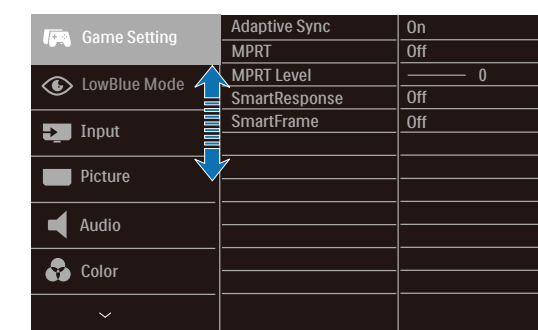 Game Setting
LowBlue Mode
Input
Picture
Audio
Color
Adaptive Sync On
MPRT Off
MPRT Level 0
SmartResponse Off
SmartFrame Off